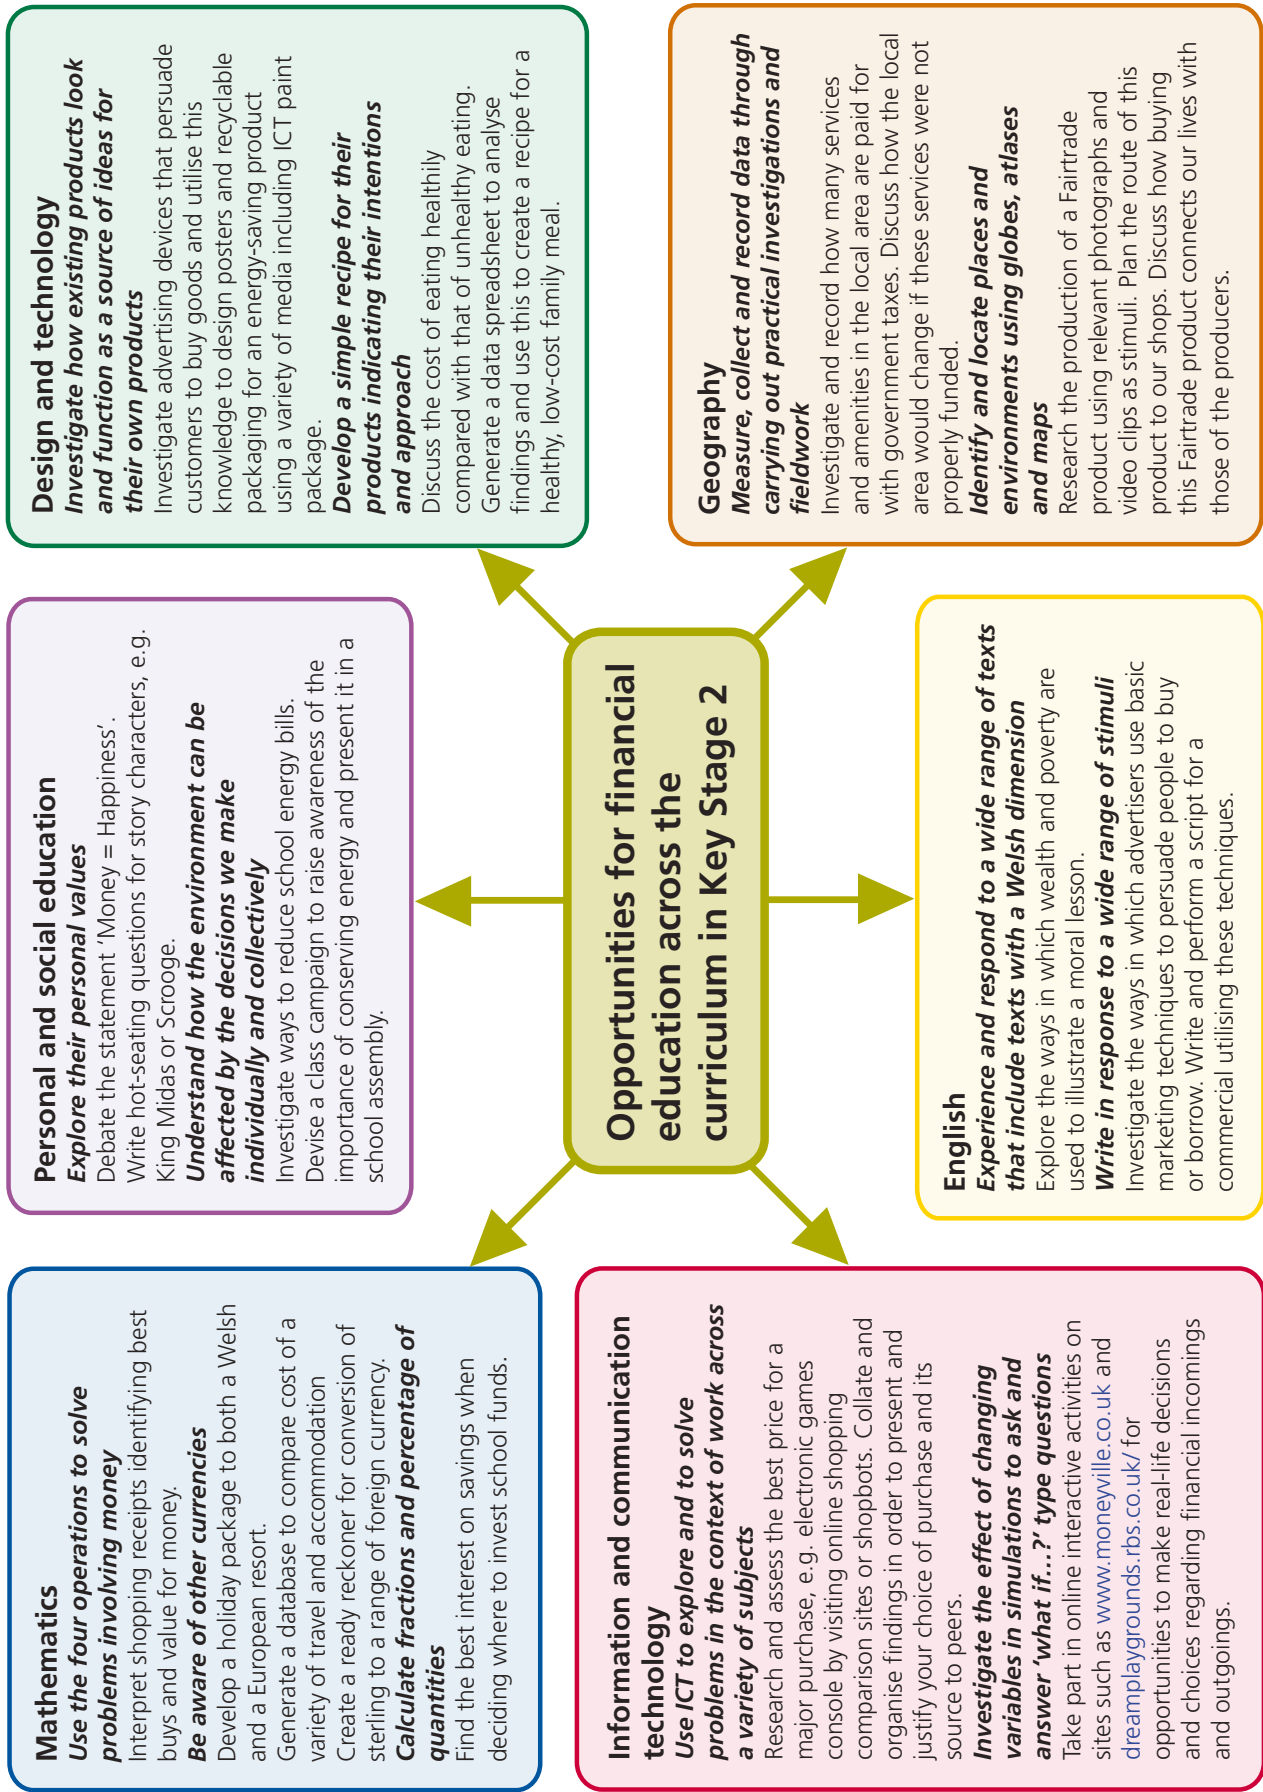 Mathematics
Use the four operations to solve
problems involving money
Interpret shopping receipts identifying best
buys and value for money.
Be aware of other currencies
Develop a holiday package to both a Welsh
and a European resort.
Generate a database to compare cost of a
variety of travel and accommodation
Create a ready reckoner for conversion of
sterling to a range of foreign currency.
Calculate fractions and percentage of
quantities
Find the best interest on savings when
deciding where to invest school funds.
Personal and social education
Explore their personal values
Debate the statement ‘Money = Happiness’.
Write hot-seating questions for story characters, e.g.
King Midas or Scrooge.
Understand how the environment can be
affected by the decisions we make
individually and collectively
Investigate ways to reduce school energy bills.
Devise a class campaign to raise awareness of the
importance of conserving energy and present it in a
school assembly.
Design and technology
Investigate how existing products look
and function as a source of ideas for
their own products
Investigate advertising devices that persuade
customers to buy goods and utilise this
knowledge to design posters and recyclable
packaging for an energy-saving product
using a variety of media including ICT paint
package.
Develop a simple recipe for their
products indicating their intentions
and approach
Discuss the cost of eating healthily
compared with that of unhealthy eating.
Generate a data spreadsheet to analyse
findings and use this to create a recipe for a
healthy, low-cost family meal.
Opportunities for financial
education across the
curriculum in Key Stage 2
Information and communication
technology
Use ICT to explore and to solve
problems in the context of work across
a variety of subjects
Research and assess the best price for a
major purchase, e.g. electronic games
console by visiting online shopping
comparison sites or shopbots. Collate and
organise findings in order to present and
justify your choice of purchase and its
source to peers.
Investigate the effect of changing
variables in simulations to ask and
answer ‘what if...?’ type questions
Take part in online interactive activities on
sites such as www.moneyville.co.uk and
dreamplaygrounds.rbs.co.uk/ for
opportunities to make real-life decisions
and choices regarding financial incomings
and outgoings.
English
Experience and respond to a wide range of texts
that include texts with a Welsh dimension
Explore the ways in which wealth and poverty are
used to illustrate a moral lesson.
Write in response to a wide range of stimuli
Investigate the ways in which advertisers use basic
marketing techniques to persuade people to buy
or borrow. Write and perform a script for a
commercial utilising these techniques.
Geography
Measure, collect and record data through
carrying out practical investigations and
fieldwork
Investigate and record how many services
and amenities in the local area are paid for
with government taxes. Discuss how the local
area would change if these services were not
properly funded.
Identify and locate places and
environments using globes, atlases
and maps
Research the production of a Fairtrade
product using relevant photographs and
video clips as stimuli. Plan the route of this
product to our shops. Discuss how buying
this Fairtrade product connects our lives with
those of the producers.